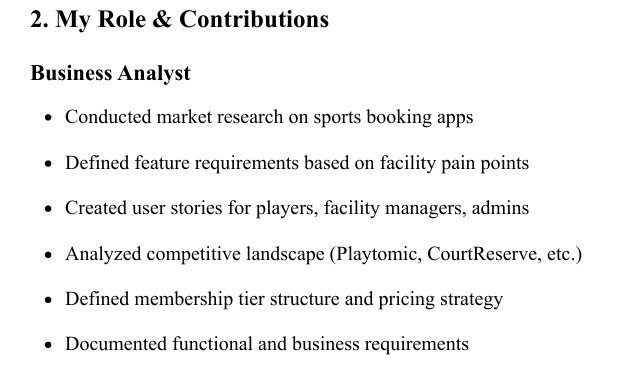 2. My Role & Contributions
Business Analyst
• Conducted market research on sports booking apps
• Defined feature requirements based on facility pain points
• Created user stories for players, facility managers, admins
• Analyzed competitive landscape (Playtomic, CourtReserve, etc.)
• Defined membership tier structure and pricing strategy
• Documented functional and business requirements